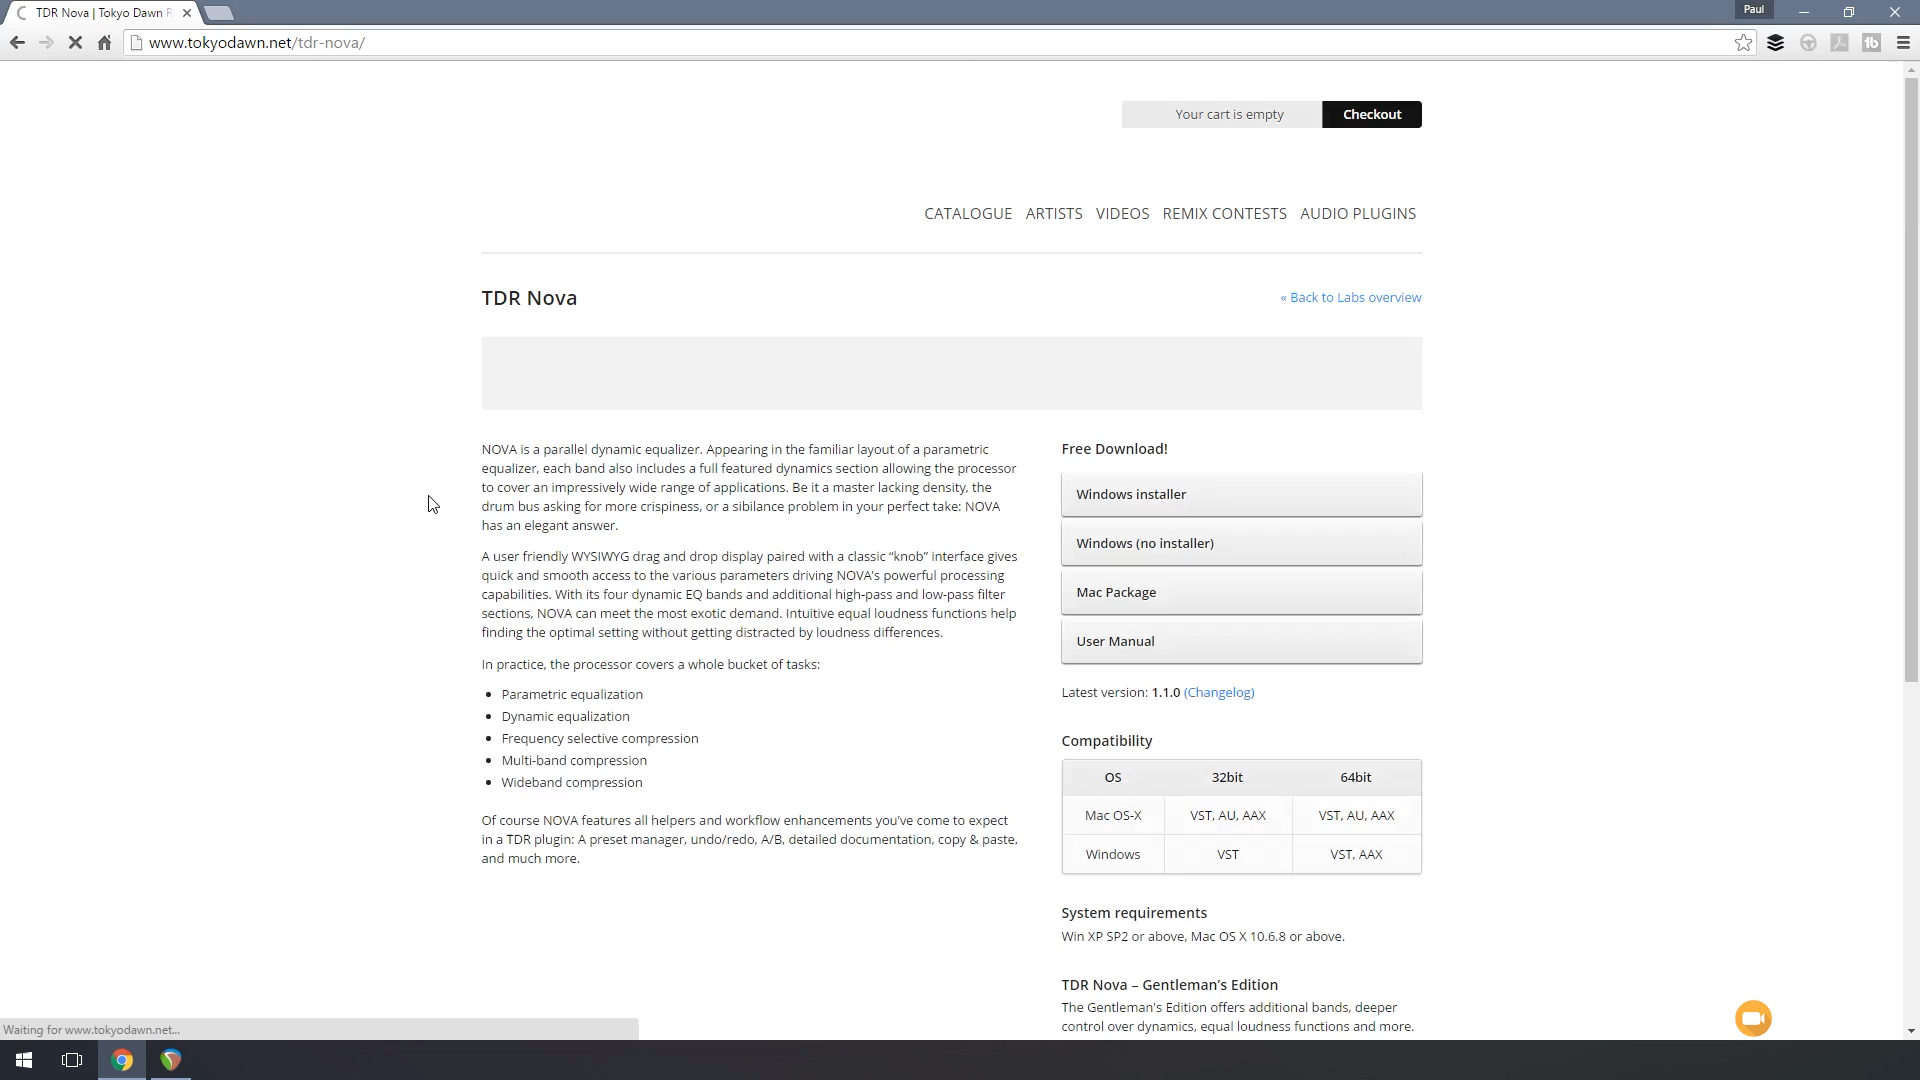 TDR Nova | Tokyo Dawn R
Paul
www.tokyodawn.net/tdr-nova/
Your cart is empty
Checkout
CATALOGUE ARTISTS VIDEOS REMIX CONTESTS AUDIO PLUGINS
TDR Nova
« Back to Labs overview
NOVA is a parallel dynamic equalizer. Appearing in the familiar layout of a parametric
equalizer, each band also includes a full featured dynamics section allowing the processor
to cover an impressively wide range of applications. Be it a master lacking density, the
drum bus asking for more crispiness, or a sibilance problem in your perfect take: NOVA
has an elegant answer.
A user friendly WYSIWYG drag and drop display paired with a classic “knob” interface gives
quick and smooth access to the various parameters driving NOVA’s powerful processing
capabilities. With its four dynamic EQ bands and additional high-pass and low-pass filter
sections, NOVA can meet the most exotic demand. Intuitive equal loudness functions help
finding the optimal setting without getting distracted by loudness differences.
In practice, the processor covers a whole bucket of tasks:
Parametric equalization
Dynamic equalization
Frequency selective compression
Multi-band compression
Wideband compression
Of course NOVA features all helpers and workflow enhancements you’ve come to expect
in a TDR plugin: A preset manager, undo/redo, A/B, detailed documentation, copy & paste,
and much more.
Free Download!
Windows installer
Windows (no installer)
Mac Package
User Manual
Latest version: 1.1.0 (Changelog)
Compatibility
OS 32bit 64bit
Mac OS-X VST, AU, AAX VST, AU, AAX
Windows VST VST, AAX
System requirements
Win XP SP2 or above, Mac OS X 10.6.8 or above.
TDR Nova – Gentleman’s Edition
The Gentleman's Edition offers additional bands, deeper
control over dynamics, equal loudness functions and more.
Waiting for www.tokyodawn.net...